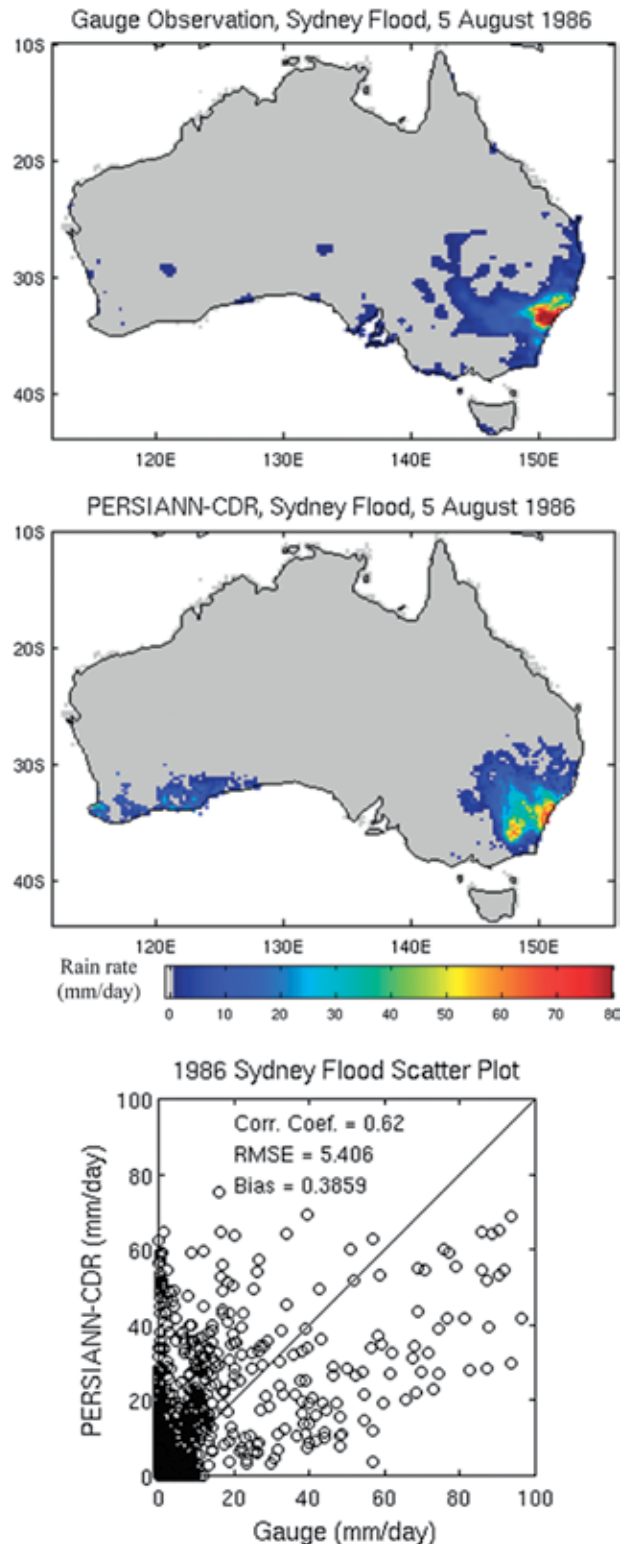 Gauge Observation, Sydney Flood, 5 August 1986
10S
20S
30S
40S
120E 130E 140E 150E
PERSIANN-CDR, Sydney Flood, 5 August 1986
10S
20S
30S
40S
120E 130E 140E 150E
Rain rate
(mm/day)
0 10 20 30 40 50 60 70 80
1986 Sydney Flood Scatter Plot
Corr. Coef. = 0.62
RMSE = 5.406
Bias = 0.3859
PERSIANN-CDR (mm/day)
100
80
60
40
20
0
0 20 40 60 80 100
Gauge (mm/day)